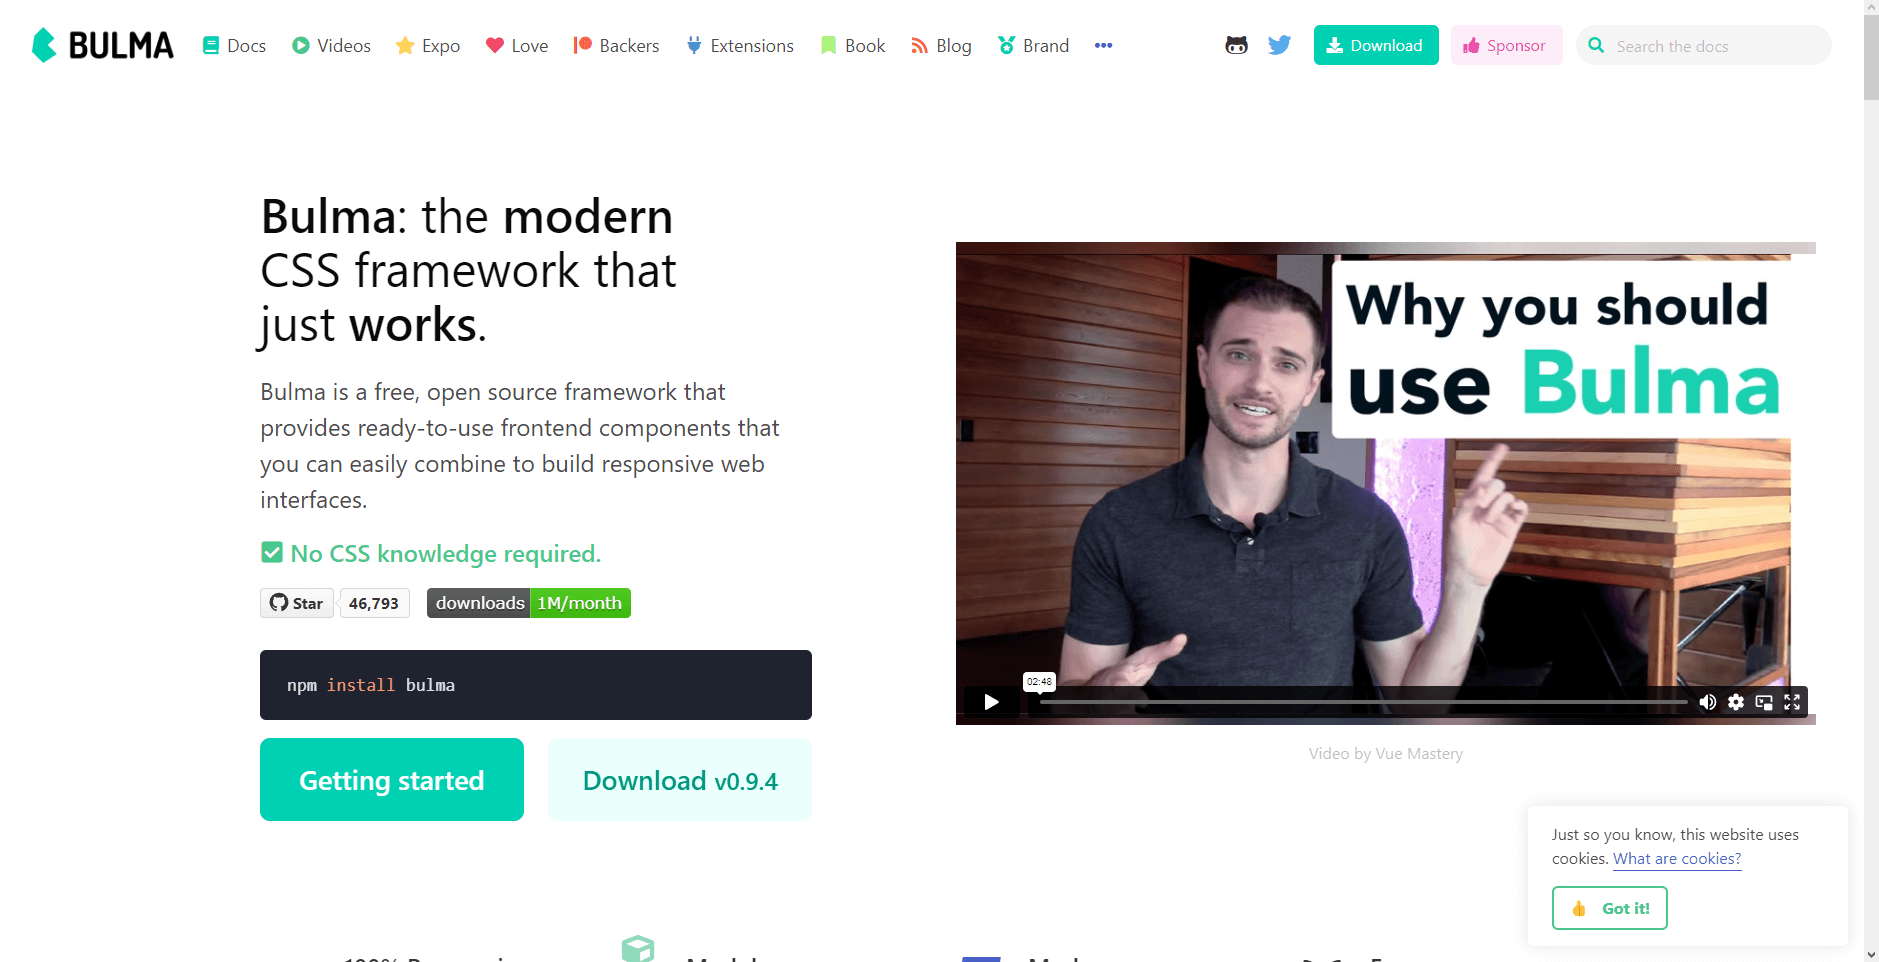 BULMA
Docs
Videos
Expo
Love
Backers
Extensions
Book
Blog
Brand
Download
Sponsor
Search the docs
Bulma: the modern
CSS framework that
just works.
Bulma is a free, open source framework that
provides ready-to-use frontend components that
you can easily combine to build responsive web
interfaces.
No CSS knowledge required.
Star
46,793
downloads 1M/month
npm install bulma
Getting started
Download v0.9.4
Why you should
use Bulma
02:48
Video by Vue Mastery
Just so you know, this website uses
cookies. What are cookies?
Got it!